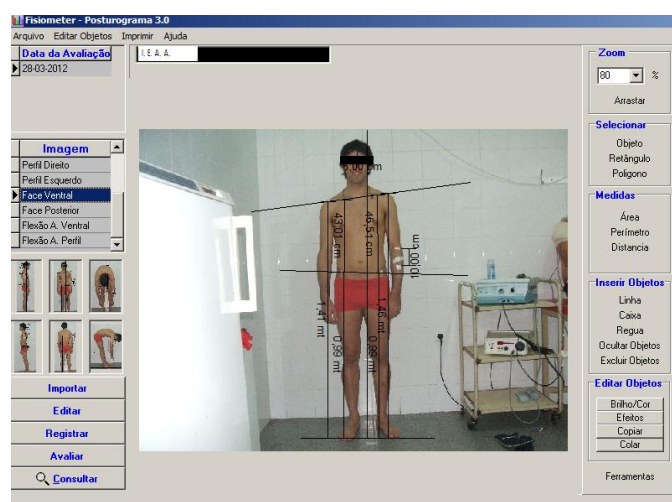 Fisiometer - Posturograma 3.0
Arquivo Editar Objetos Imprimir Ajuda
Data da Avaliação
28-03-2012
I. E. A. A.
Imagem
Perfil Direito
Perfil Esquerdo
Face Ventral
Face Posterior
Flexão A. Ventral
Flexão A. Perfil
Importar
Editar
Registrar
Avaliar
Consultar
cm
43,01 cm
46,51 cm
10,00 cm
1,41 mt
0,99 mt
0,99 mt
1,46 mt
Zoom
80 %
Arrastar
Selecionar
Objeto
Retângulo
Poligono
Medidas
Área
Perímetro
Distancia
Inserir Objetos
Linha
Caixa
Regua
Ocultar Objetos
Excluir Objetos
Editar Objetos
Brilho/Cor
Efeitos
Copiar
Colar
Ferramentas